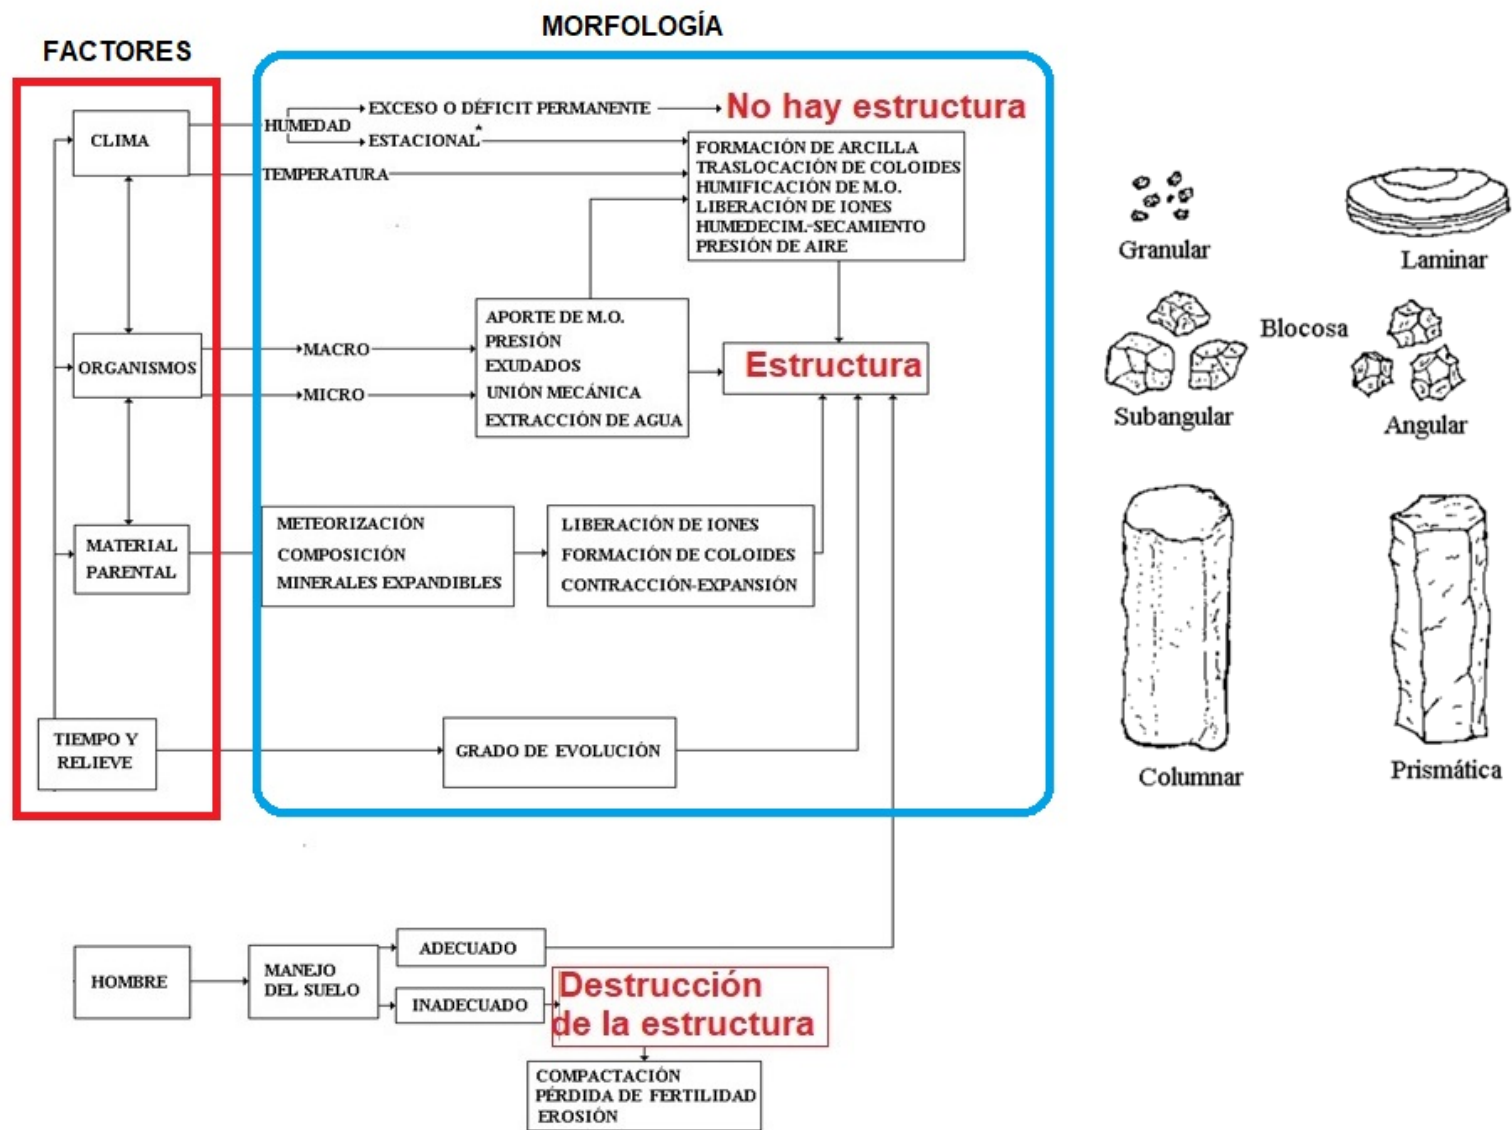 MORFOLOGÍA
FACTORES
CLIMA
HUMEDAD
EXCESO O DÉFICIT PERMANENTE
No hay estructura
ESTACIONAL*
TEMPERATURA
FORMACIÓN DE ARCILLA
TRASLOCACIÓN DE COLOIDES
HUMIFICACIÓN DE M.O.
LIBERACIÓN DE IONES
HUMEDECIM.-SECAMIENTO
PRESIÓN DE AIRE
ORGANISMOS
MACRO
MICRO
APORTE DE M.O.
PRESIÓN
EXUDADOS
UNIÓN MECÁNICA
EXTRACCIÓN DE AGUA
Estructura
MATERIAL
PARENTAL
METEORIZACIÓN
COMPOSICIÓN
MINERALES EXPANDIBLES
LIBERACIÓN DE IONES
FORMACIÓN DE COLOIDES
CONTRACCIÓN-EXPANSIÓN
TIEMPO Y
RELIEVE
GRADO DE EVOLUCIÓN
HOMBRE
MANEJO
DEL SUELO
ADECUADO
INADECUADO
Destrucción
de la estructura
COMPACTACIÓN
PÉRDIDA DE FERTILIDAD
EROSIÓN
Granular
Laminar
Blocosa
Subangular
Angular
Columnar
Prismática